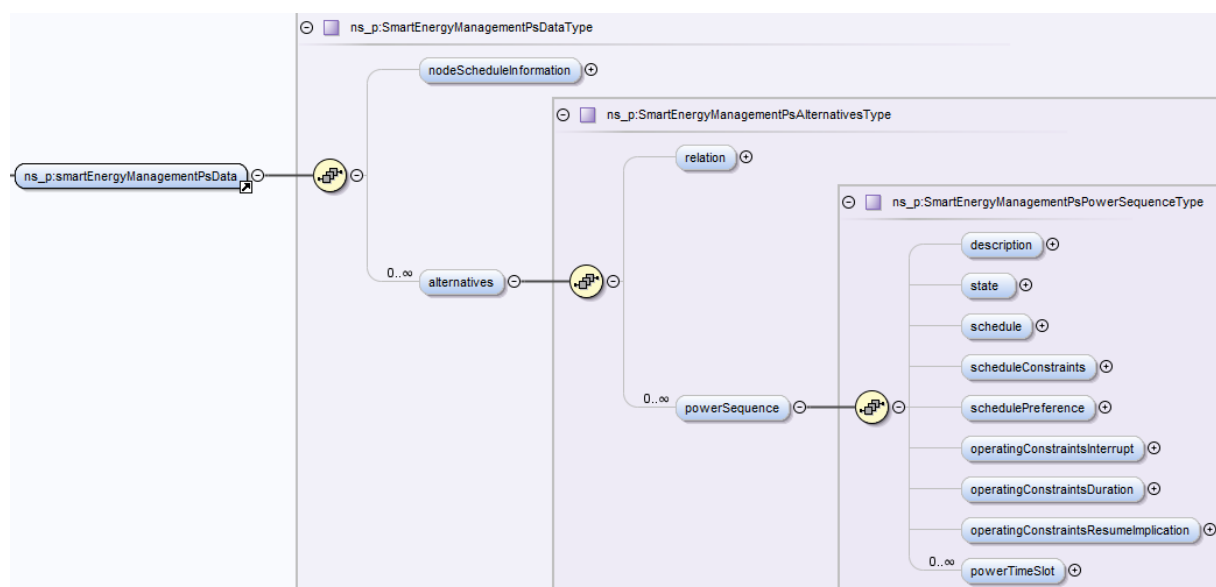 ns_p:SmartEnergyManagementPsDataType
nodeScheduleInformation
ns_p:SmartEnergyManagementPsAlternativesType
relation
ns_p:smartEnergyManagementPsData
ns_p:SmartEnergyManagementPsPowerSequenceType
description
0..∞
alternatives
state
schedule
scheduleConstraints
0..∞
powerSequence
schedulePreference
operatingConstraintsInterrupt
operatingConstraintsDuration
operatingConstraintsResumeImplication
0..∞
powerTimeSlot